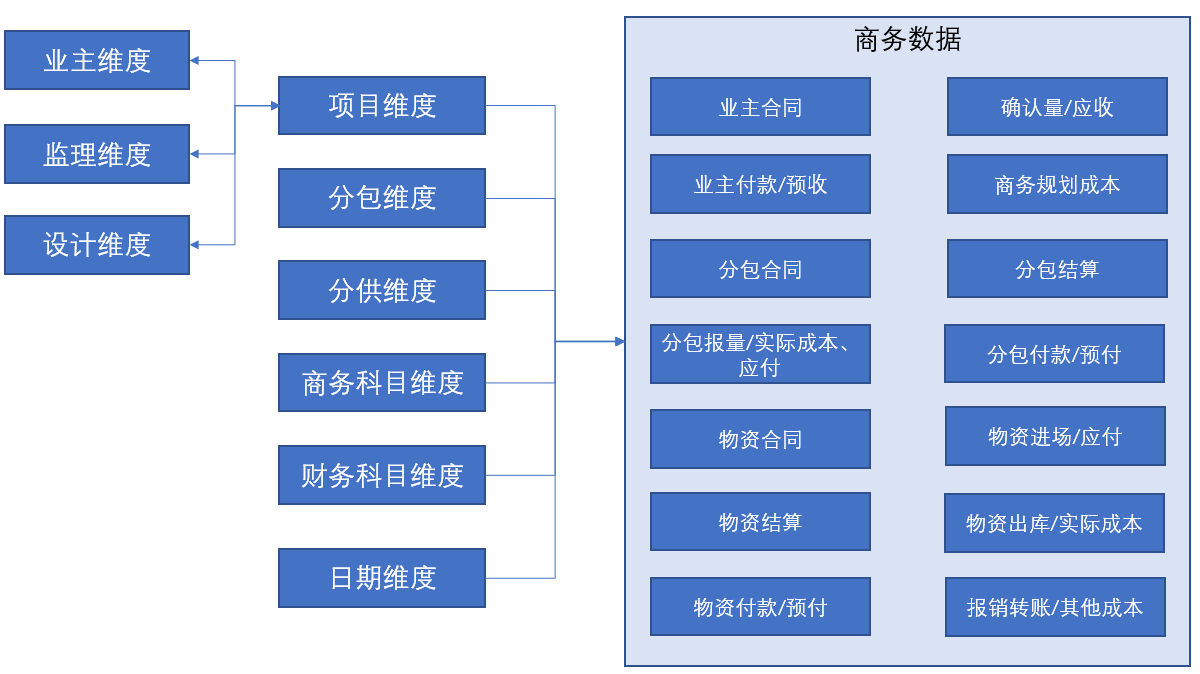 业主维度
监理维度
设计维度
项目维度
分包维度
分供维度
商务科目维度
财务科目维度
日期维度
商务数据
业主合同
确认量/应收
业主付款/预收
商务规划成本
分包合同
分包结算
分包报量/实际成本、
应付
分包付款/预付
物资合同
物资进场/应付
物资结算
物资出库/实际成本
物资付款/预付
报销转账/其他成本